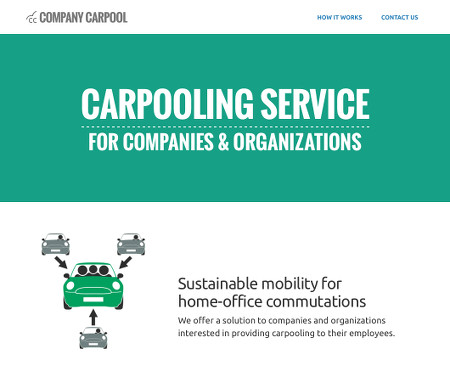 CC COMPANY CARPOOL
HOW IT WORKS CONTACT US
CARPOOLING SERVICE
FOR COMPANIES & ORGANIZATIONS
Sustainable mobility for
home-office commutations
We offer a solution to companies and organizations
interested in providing carpooling to their employees.